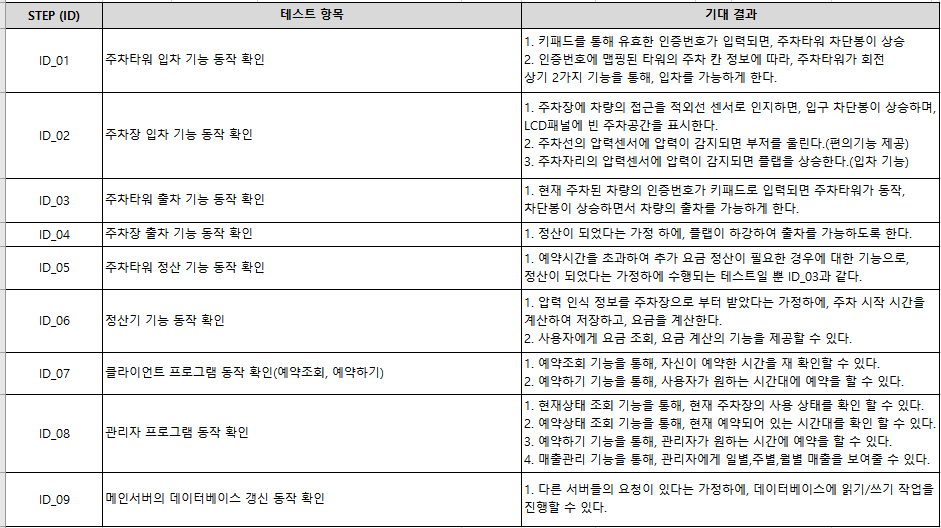 STEP (ID) 테스트 항목 기대 결과
ID_01 주차타워 입차 기능 동작 확인
1. 키패드를 통해 유효한 인증번호가 입력되면, 주차타워 차단봉이 상승
2. 인증번호에 맵핑된 타워의 주차 칸 정보에 따라, 주차타워가 회전
상기 2가지 기능을 통해, 입차를 가능하게 한다.
ID_02 주차장 입차 기능 동작 확인
1. 주차장에 차량의 접근을 적외선 센서로 인지하면, 입구 차단봉이 상승하며,
LCD패널에 빈 주차공간을 표시한다.
2. 주차선의 압력센서에 압력이 감지되면 부저를 울린다.(편의기능 제공)
3. 주차자리의 압력센서에 압력이 감지되면 플랩을 상승한다.(입차 기능)
ID_03 주차타워 출차 기능 동작 확인
1. 현재 주차된 차량의 인증번호가 키패드로 입력되면 주차타워가 동작,
차단봉이 상승하면서 차량의 출차를 가능하게 한다.
ID_04 주차장 출차 기능 동작 확인
1. 정산이 되었다는 가정 하에, 플랩이 하강하여 출차를 가능하도록 한다.
ID_05 주차타워 정산 기능 동작 확인
1. 예약시간을 초과하여 추가 요금 정산이 필요한 경우에 대한 기능으로,
정산이 되었다는 가정하에 수행되는 테스트일 뿐 ID_03과 같다.
ID_06 정산기 기능 동작 확인
1. 압력 인식 정보를 주차장으로 부터 받았다는 가정하에, 주차 시작 시간을
계산하여 저장하고, 요금을 계산한다.
2. 사용자에게 요금 조회, 요금 계산의 기능을 제공할 수 있다.
ID_07 클라이언트 프로그램 동작 확인(예약조회, 예약하기)
1. 예약조회 기능을 통해, 자신이 예약한 시간을 재 확인할 수 있다.
2. 예약하기 기능을 통해, 사용자가 원하는 시간대에 예약을 할 수 있다.
ID_08 관리자 프로그램 동작 확인
1. 현재상태 조회 기능을 통해, 현재 주차장의 사용 상태를 확인 할 수 있다.
2. 예약상태 조회 기능을 통해, 현재 예약되어 있는 시간대를 확인 할 수 있다.
3. 예약하기 기능을 통해, 관리자가 원하는 시간에 예약을 할 수 있다.
4. 매출관리 기능을 통해, 관리자에게 일별,주별,월별 매출을 보여줄 수 있다.
ID_09 메인서버의 데이터베이스 갱신 동작 확인
1. 다른 서버들의 요청이 있다는 가정하에, 데이터베이스에 읽기/쓰기 작업을
진행할 수 있다.